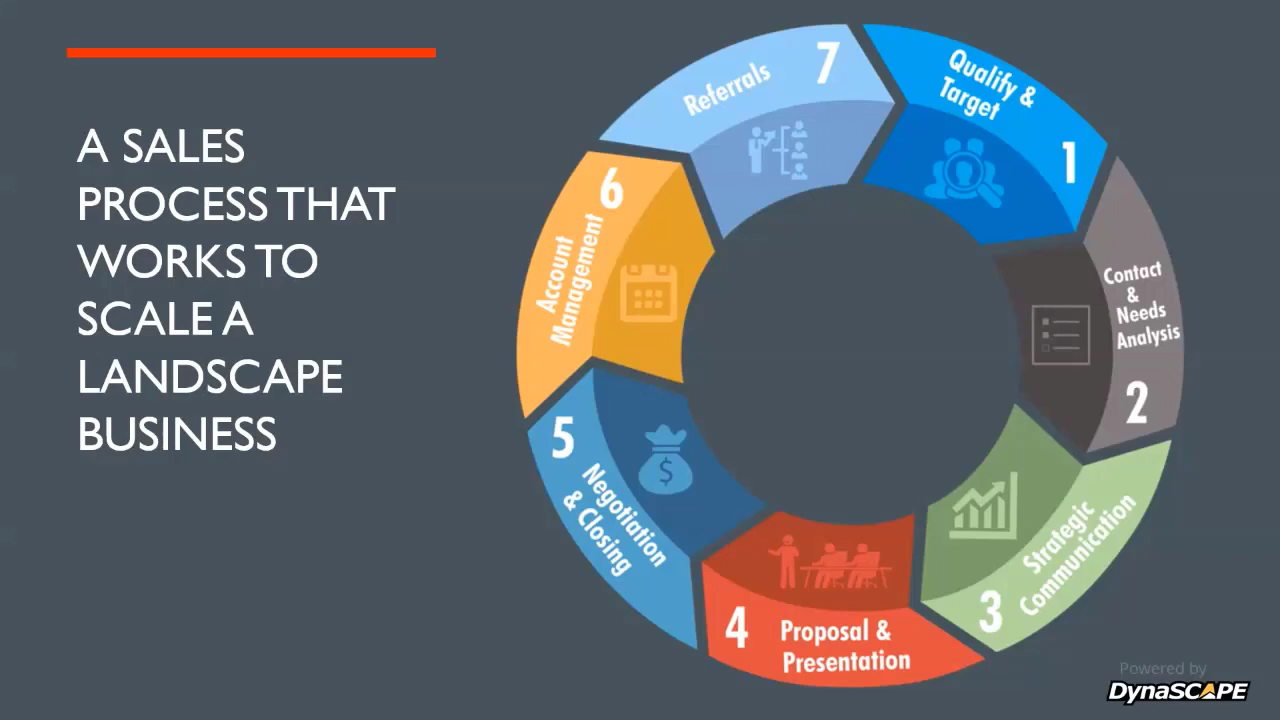 A SALES
PROCESS THAT
WORKS TO
SCALE A
LANDSCAPE
BUSINESS
Qualify &
Target
1
Contact
&
Needs
Analysis
2
Strategic
Communication
3
Proposal &
Presentation
4
Negotiation
& Closing
5
$
Account
Management
6
Referrals
7
Powered by
DynaSCAPE